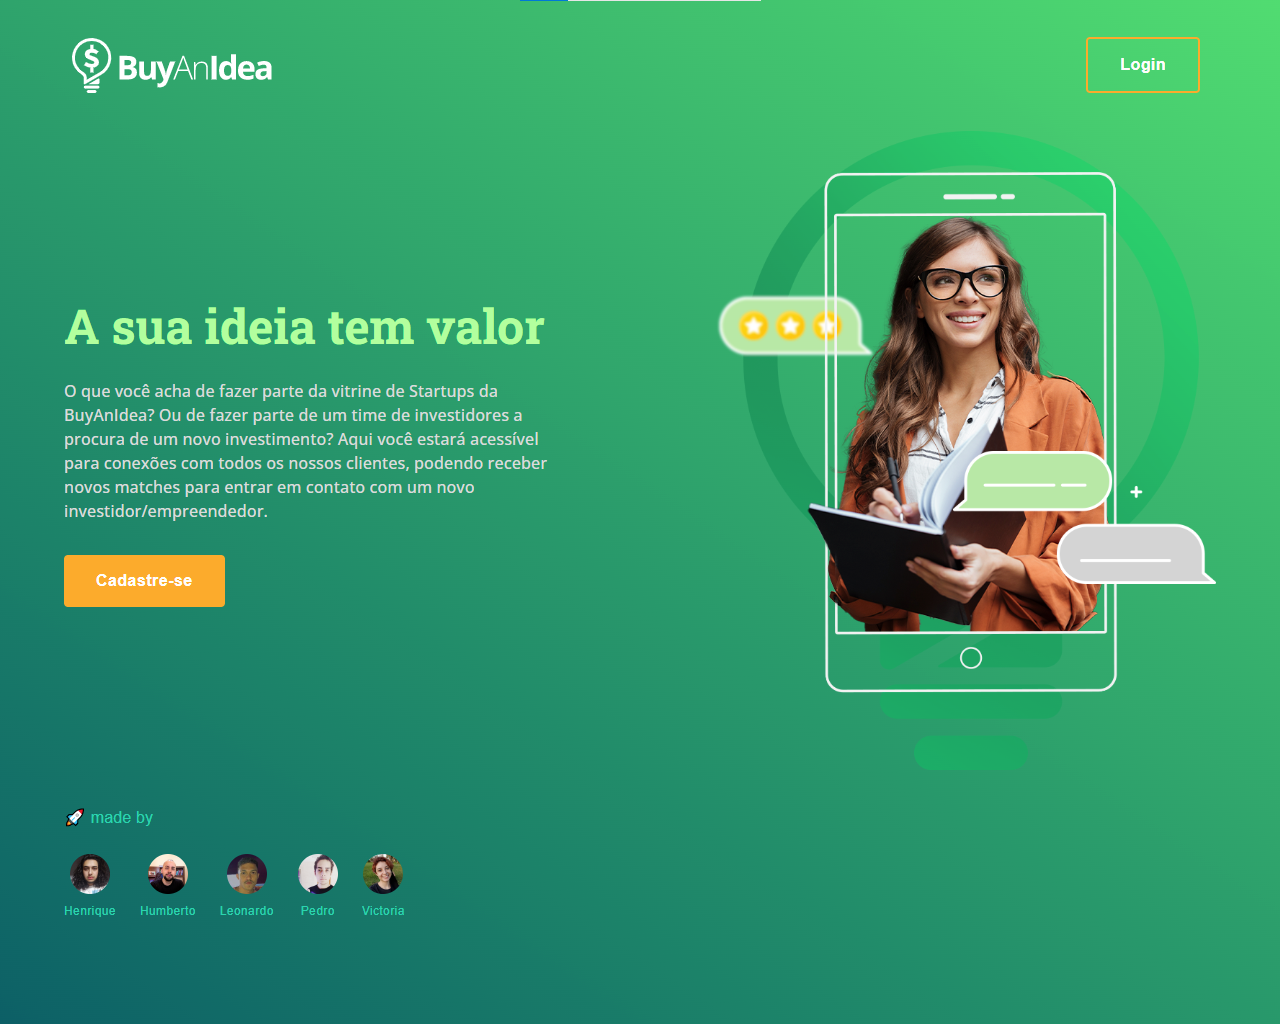 BuyAnIdea
Login
A sua ideia tem valor
O que você acha de fazer parte da vitrine de Startups da
BuyAnIdea? Ou de fazer parte de um time de investidores a
procura de um novo investimento? Aqui você estará acessível
para conexões com todos os nossos clientes, podendo receber
novos matches para entrar em contato com um novo
investidor/empreendedor.
Cadastre-se
🚀 made by
Henrique Humberto Leonardo Pedro Victoria